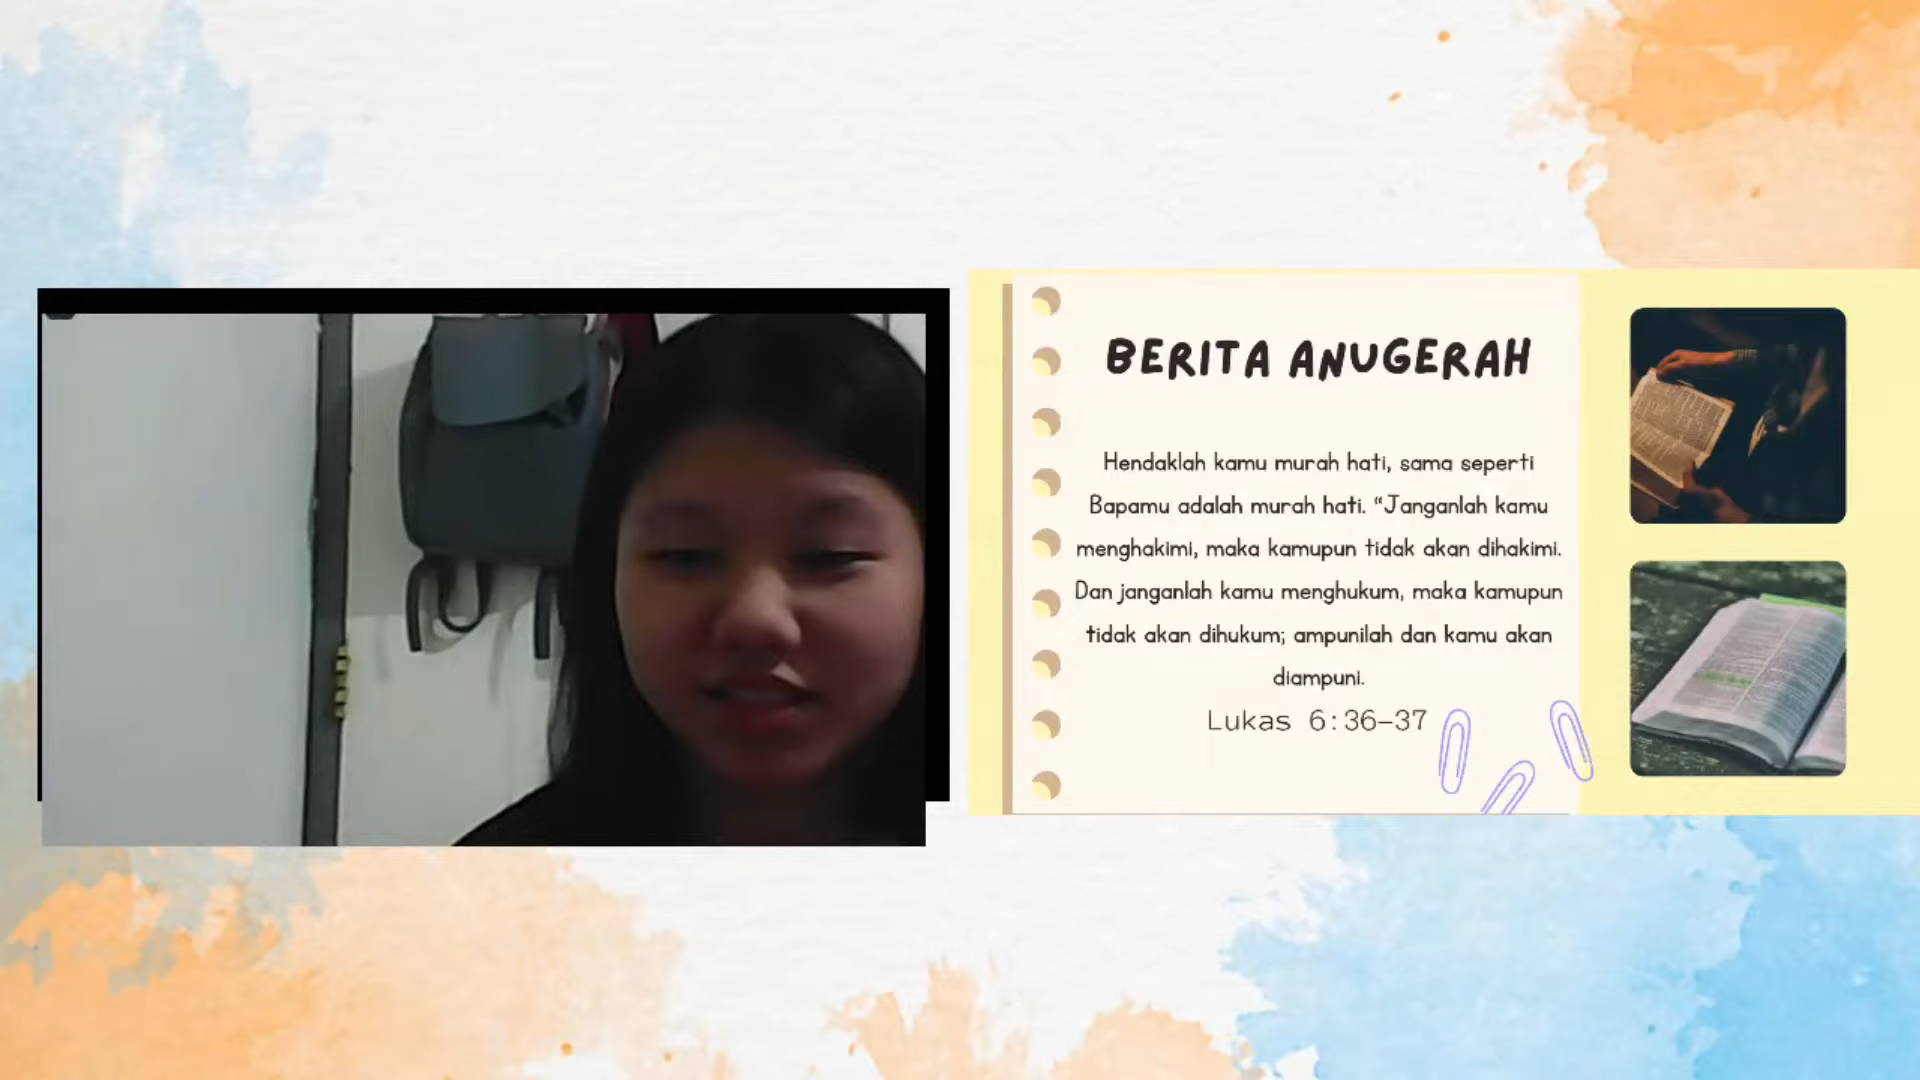 BERITA ANUGERAH
Hendaklah kamu murah hati, sama seperti
Bapamu adalah murah hati. “Janganlah kamu
menghakimi, maka kamupun tidak akan dihakimi.
Dan janganlah kamu menghukum, maka kamupun
tidak akan dihukum; ampunilah dan kamu akan
diampuni.
Lukas 6:36–37